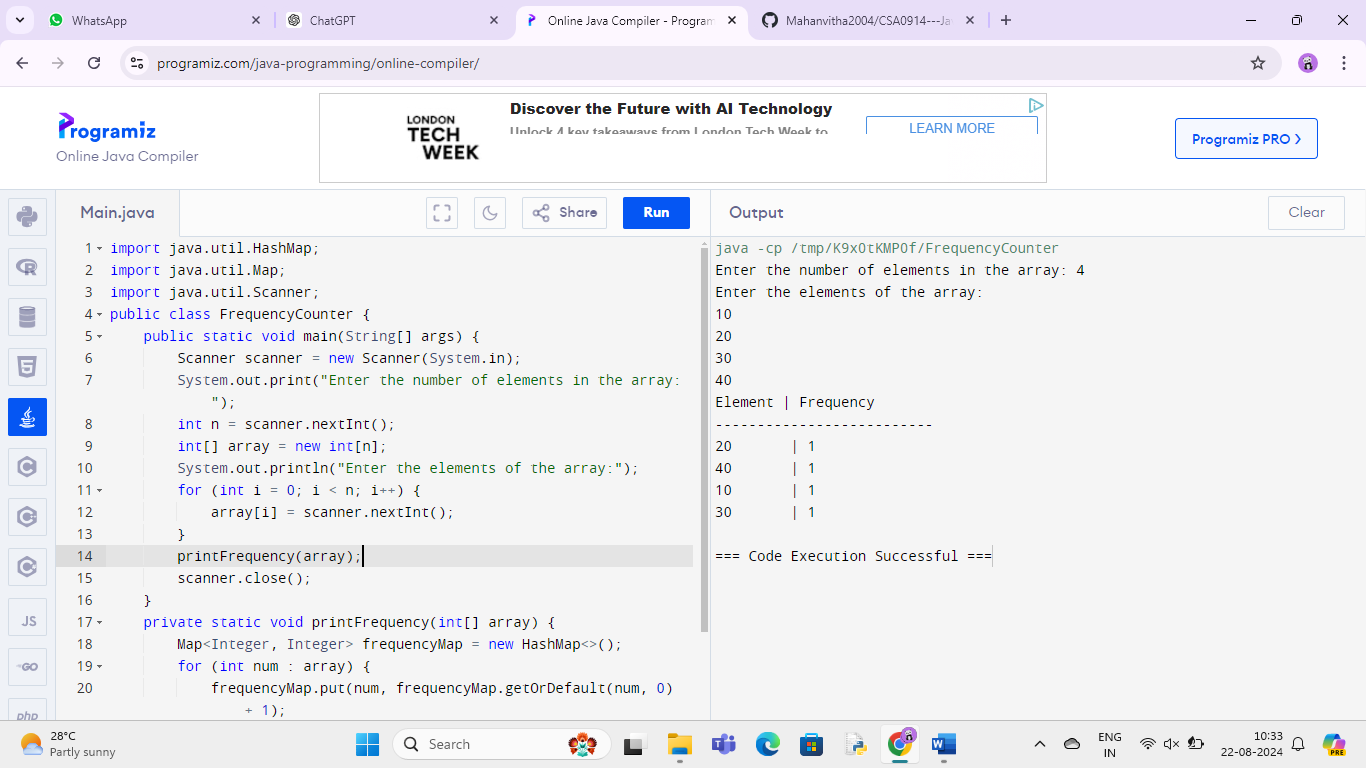 WhatsApp
ChatGPT
Online Java Compiler - Program
Mahanvitha2004/CSA0914---Ja
programiz.com/java-programming/online-compiler/
Programiz
Online Java Compiler
LONDON
TECH
WEEK
Discover the Future with AI Technology
Unlock 4 key takeaways from London Tech Week to
LEARN MORE
Programiz PRO >
Main.java
Share
Run
Output
Clear
1 import java.util.HashMap;
2 import java.util.Map;
3 import java.util.Scanner;
4 public class FrequencyCounter {
5     public static void main(String[] args) {
6         Scanner scanner = new Scanner(System.in);
7         System.out.print("Enter the number of elements in the array:
            ");
8         int n = scanner.nextInt();
9         int[] array = new int[n];
10         System.out.println("Enter the elements of the array:");
11         for (int i = 0; i < n; i++) {
12             array[i] = scanner.nextInt();
13         }
14         printFrequency(array);
15         scanner.close();
16     }
17     private static void printFrequency(int[] array) {
18         Map<Integer, Integer> frequencyMap = new HashMap<>();
19         for (int num : array) {
20             frequencyMap.put(num, frequencyMap.getOrDefault(num, 0)
                + 1);
java -cp /tmp/K9xOtKMPOf/FrequencyCounter
Enter the number of elements in the array: 4
Enter the elements of the array:
10
20
30
40
Element | Frequency
--------------------------
20       | 1
40       | 1
10       | 1
30       | 1
=== Code Execution Successful ===
JS
GO
php
28°C
Partly sunny
Search
ENG
IN
10:33
22-08-2024
PRE